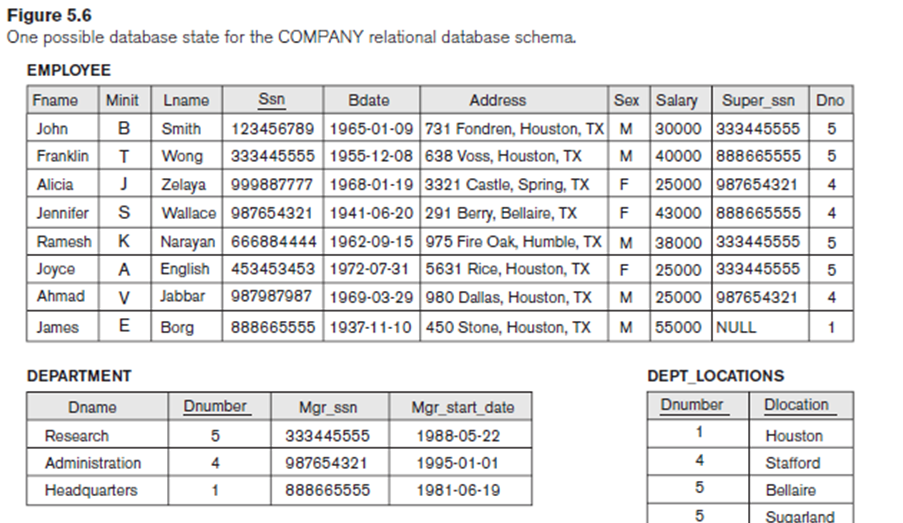 Figure 5.6
One possible database state for the COMPANY relational database schema.
EMPLOYEE
Fname Minit Lname Ssn Bdate Address Sex Salary Super_ssn Dno
John B Smith 123456789 1965-01-09 731 Fondren, Houston, TX M 30000 333445555 5
Franklin T Wong 333445555 1955-12-08 638 Voss, Houston, TX M 40000 888665555 5
Alicia J Zelaya 999887777 1968-01-19 3321 Castle, Spring, TX F 25000 987654321 4
Jennifer S Wallace 987654321 1941-06-20 291 Berry, Bellaire, TX F 43000 888665555 4
Ramesh K Narayan 666884444 1962-09-15 975 Fire Oak, Humble, TX M 38000 333445555 5
Joyce A English 453453453 1972-07-31 5631 Rice, Houston, TX F 25000 333445555 5
Ahmad V Jabbar 987987987 1969-03-29 980 Dallas, Houston, TX M 25000 987654321 4
James E Borg 888665555 1937-11-10 450 Stone, Houston, TX M 55000 NULL 1
DEPARTMENT
Dname Dnumber Mgr_ssn Mgr_start_date
Research 5 333445555 1988-05-22
Administration 4 987654321 1995-01-01
Headquarters 1 888665555 1981-06-19
DEPT_LOCATIONS
Dnumber Dlocation
1 Houston
4 Stafford
5 Bellaire
5 Sugarland